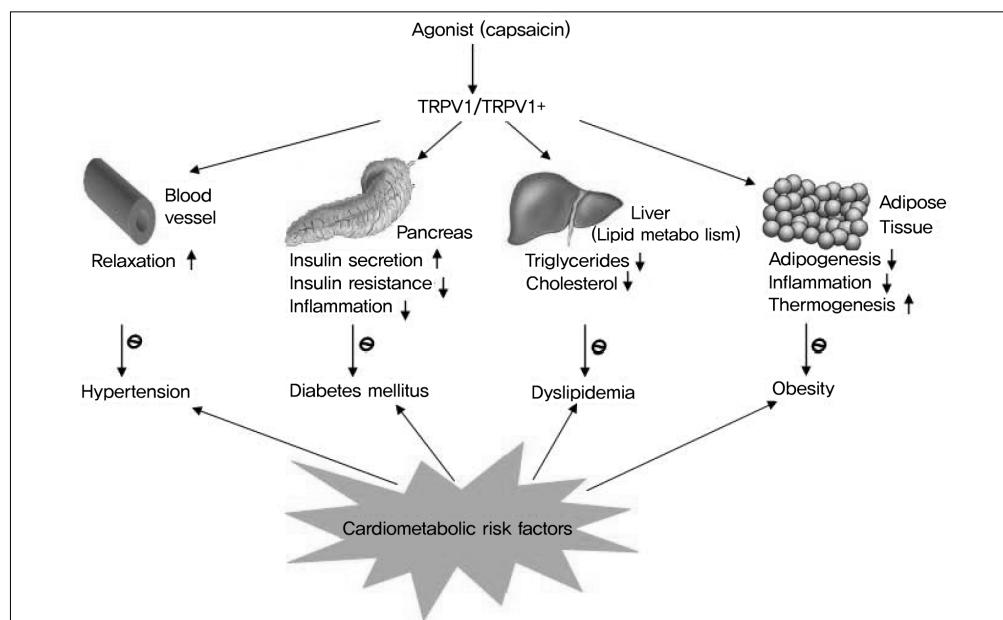 Agonist (capsaicin)
TRPV1/TRPV1+
Blood
vessel
Relaxation ↑
Pancreas
Insulin secretion ↑
Insulin resistance ↓
Inflammation ↓
Liver
(Lipid metabo lism)
Triglycerides ↓
Cholesterol ↓
Adipose
Tissue
Adipogenesis ↓
Inflammation ↓
Thermogenesis ↑
⊖
⊖
⊖
⊖
Hypertension
Diabetes mellitus
Dyslipidemia
Obesity
Cardiometabolic risk factors